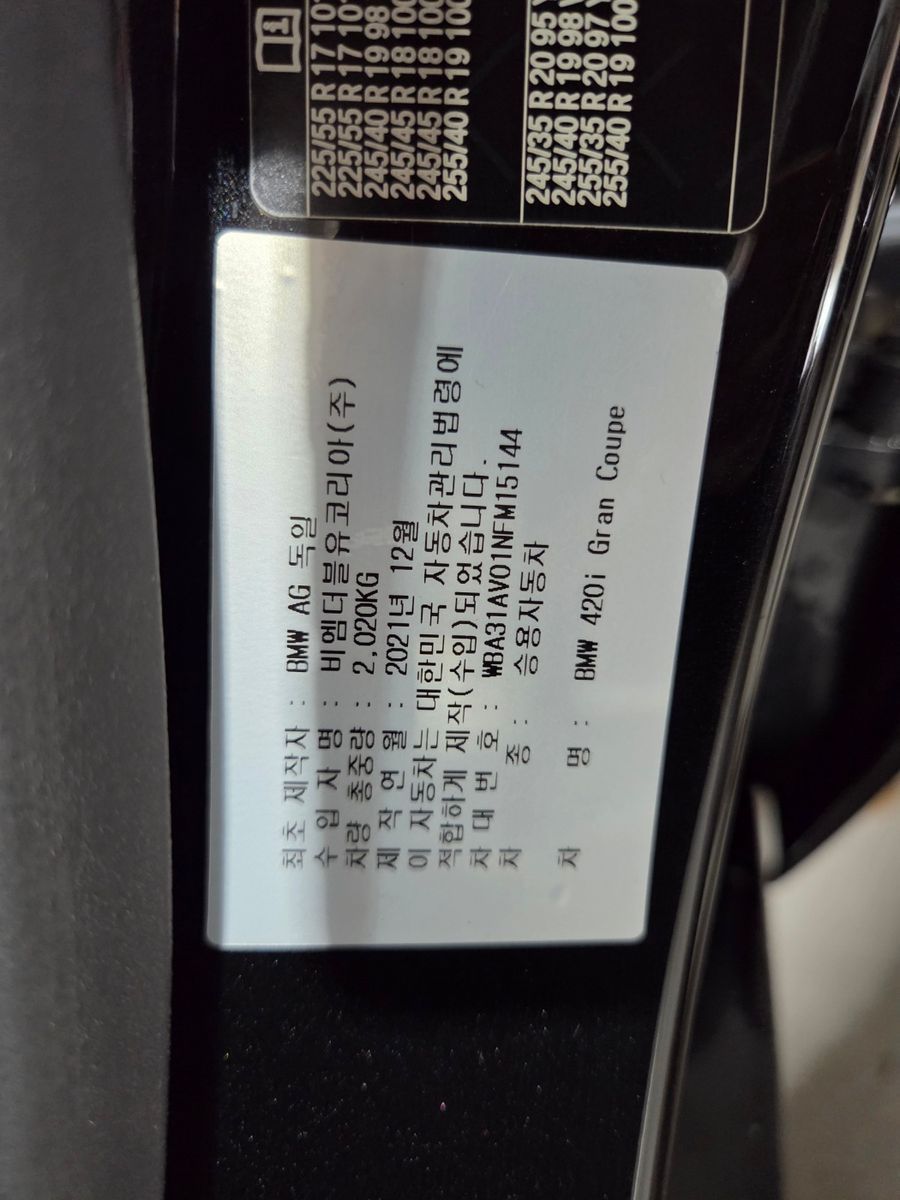 225/55 R 17 101
225/55 R 17 101
245/40 R 19 98
245/45 R 18 100
245/45 R 18 100
255/40 R 19 100
245/35 R 20 95
245/40 R 19 98
255/35 R 20 97
255/40 R 19 100
최초 제작자 : BMW AG 독일
수 입 자 명 : 비엠더블유코리아(주)
차량 총중량 : 2,020KG
제 작 연 월 : 2021년 12월
이 자동차는 대한민국 자동차관리법령에
적합하게 제작(수입)되었습니다.
차 대 번 호 : WBA31AV01NFM15144
차 종 : 승용자동차
차 명 : BMW 420i Gran Coupe